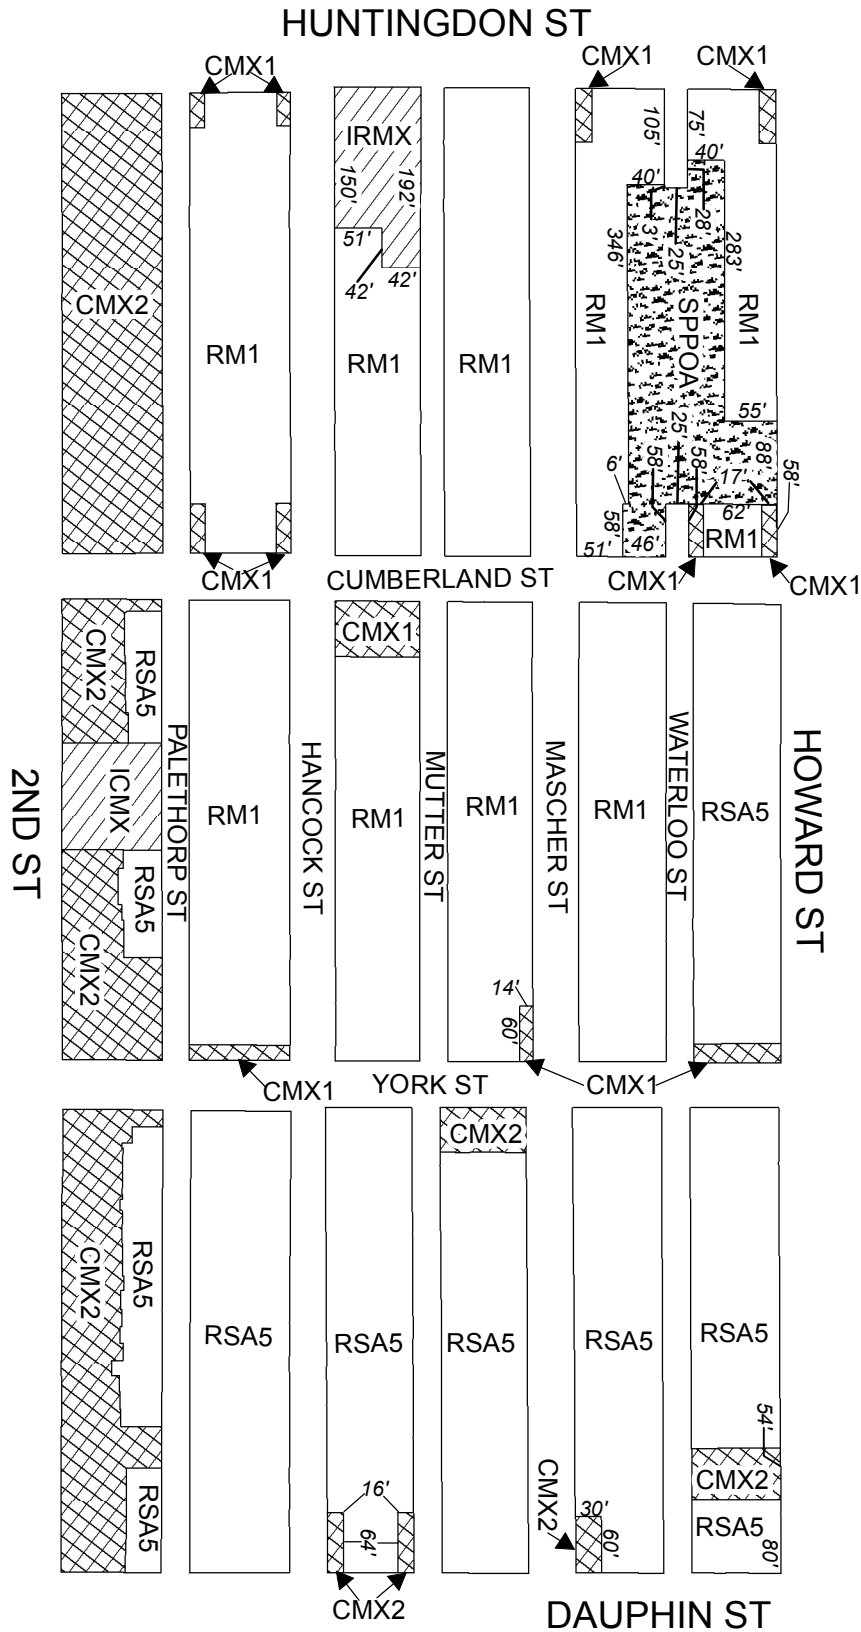 HUNTINGDON ST
CMX1
CMX1
CMX1
IRMX
150'
192'
51'
42'
42'
105'
75'
40'
40'
3'
28'
25'
346'
283'
CMX2
RM1
RM1
RM1
RM1
SPPOA
RM1
55'
25
88'
6'
58'
58'
17'
58'
62'
58'
51'
46'
RM1
CMX1
CUMBERLAND ST
CMX1
CMX1
CMX2
RSA5
CMX1
2ND ST
ICMX
PALETHORP ST
RM1
HANCOCK ST
RM1
MUTTER ST
RM1
MASCHER ST
RM1
WATERLOO ST
RSA5
HOWARD ST
RSA5
CMX2
14'
60'
CMX1
YORK ST
CMX1
CMX2
CMX2
RSA5
RSA5
RSA5
RSA5
RSA5
RSA5
54'
CMX2
RSA5
80'
RSA5
16'
64'
CMX2
CMX2
30'
60'
DAUPHIN ST